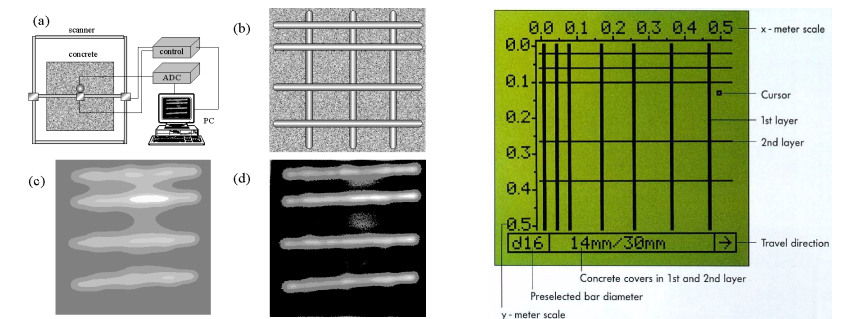 (a)
scanner
concrete
control
ADC
PC
(b)
(c)
(d)
0.0 0.1 0.2 0.3 0.4 0.5
x - meter scale
0.0
0.1
0.2
0.3
0.4
0.5
Cursor
1st layer
2nd layer
d16 14mm/30mm →
Travel direction
Concrete covers in 1st and 2nd layer
Preselected bar diameter
y - meter scale